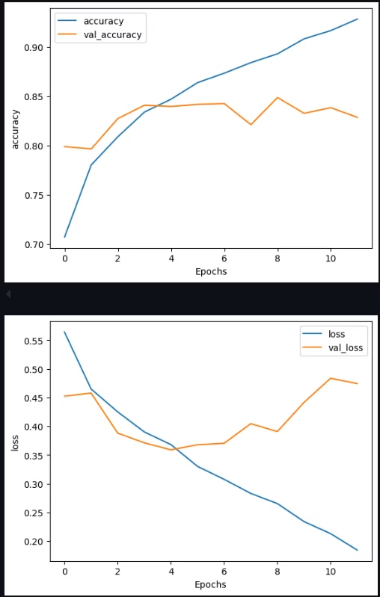 accuracy
val_accuracy
0.90
0.85
0.80
0.75
0.70
accuracy
0 2 4 6 8 10
Epochs
loss
val_loss
0.55
0.50
0.45
0.40
0.35
0.30
0.25
0.20
loss
0 2 4 6 8 10
Epochs